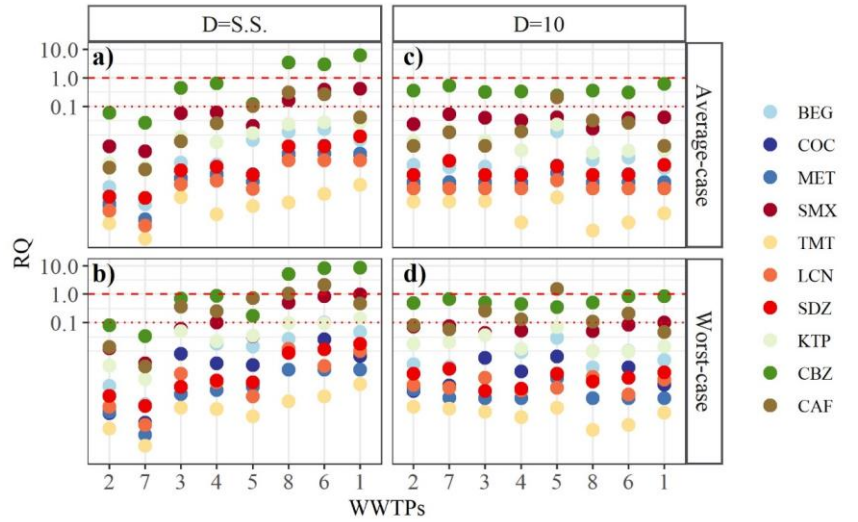 D=S.S.
D=10
a)
c)
10.0
1.0
0.1
Average-case
b)
d)
10.0
1.0
0.1
Worst-case
RQ
2 7 3 4 5 8 6 1
2 7 3 4 5 8 6 1
WWTPs
BEG
COC
MET
SMX
TMT
LCN
SDZ
KTP
CBZ
CAF